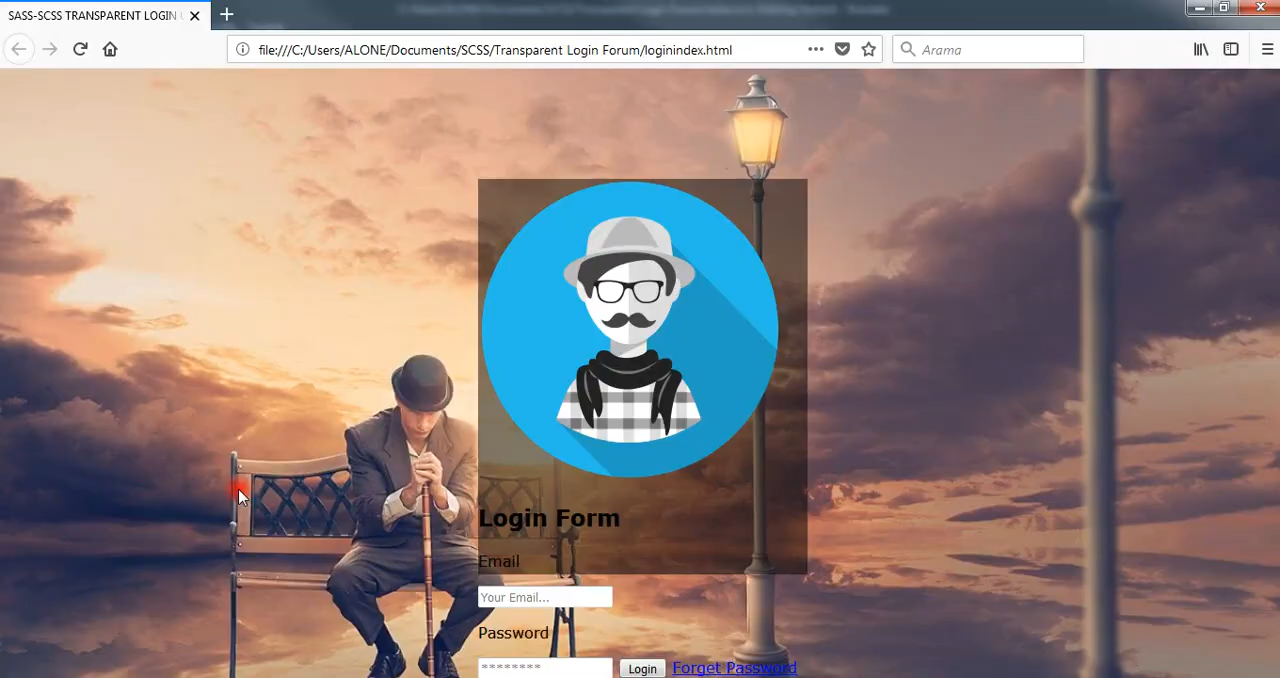 SASS-SCSS TRANSPARENT LOGIN
file:///C:/Users/ALONE/Documents/SCSS/Transparent Login Forum/loginindex.html
Arama
Login Form
Email
Your Email...
Password
********
Login Forget Password